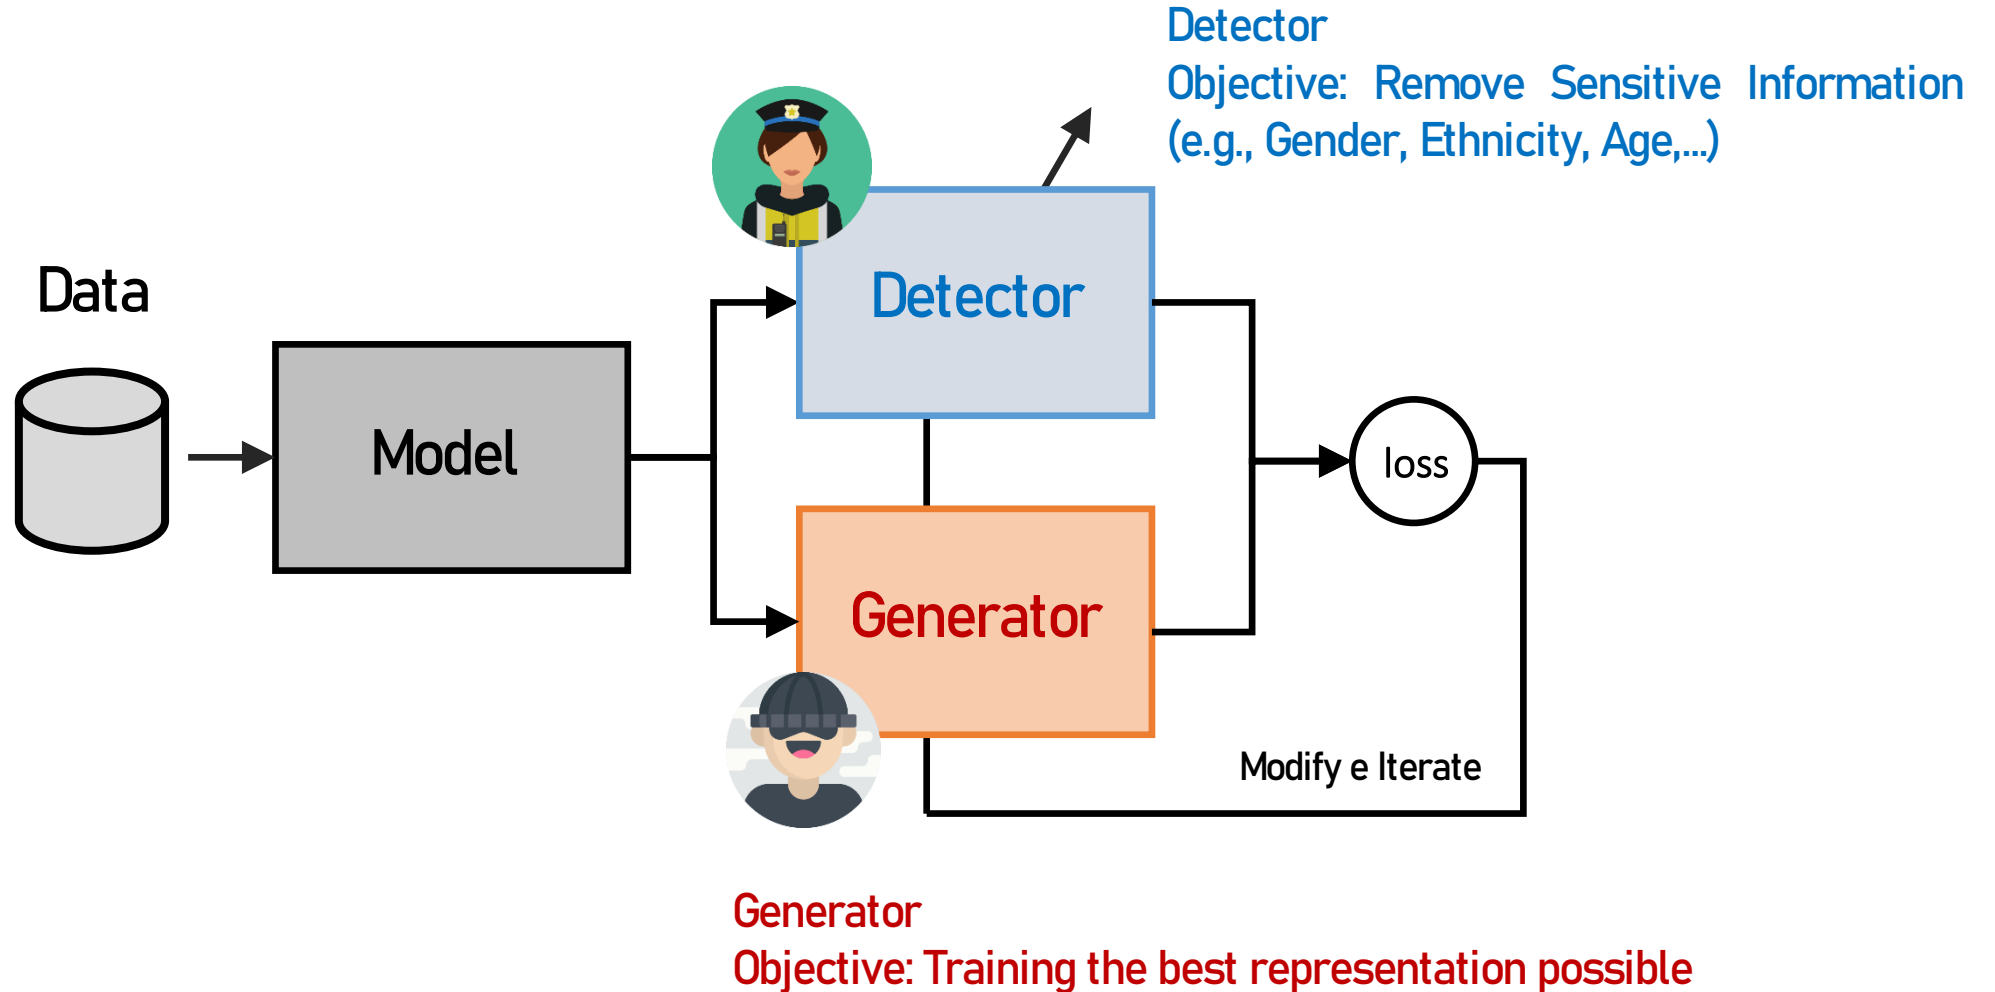 Detector
Objective: Remove Sensitive Information
(e.g., Gender, Ethnicity, Age,...)
Data
Detector
Model
loss
Generator
Modify e Iterate
Generator
Objective: Training the best representation possible